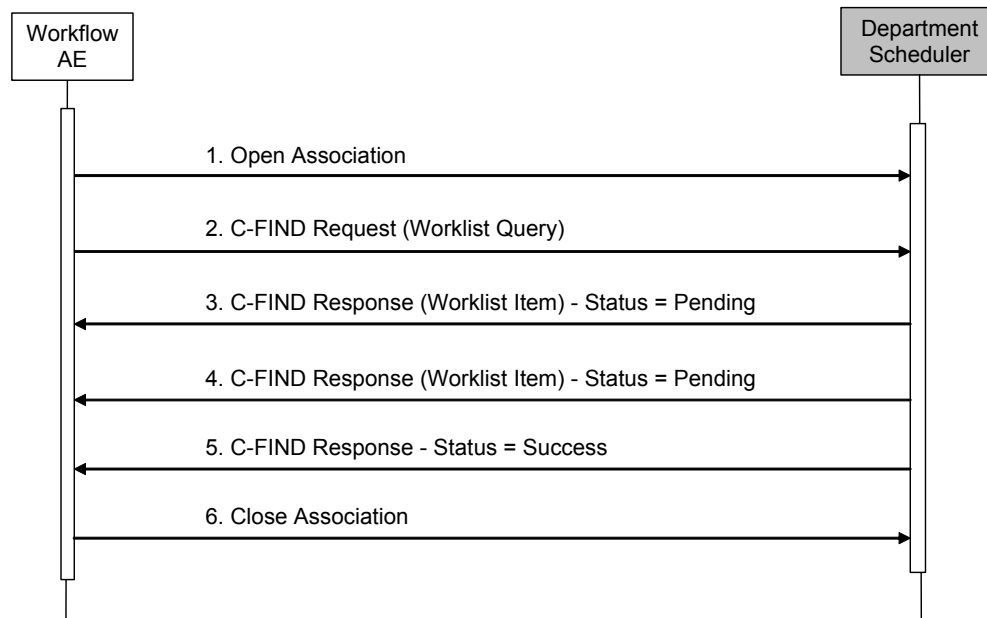 Workflow
AE
Department
Scheduler
1. Open Association
2. C-FIND Request (Worklist Query)
3. C-FIND Response (Worklist Item) - Status = Pending
4. C-FIND Response (Worklist Item) - Status = Pending
5. C-FIND Response - Status = Success
6. Close Association